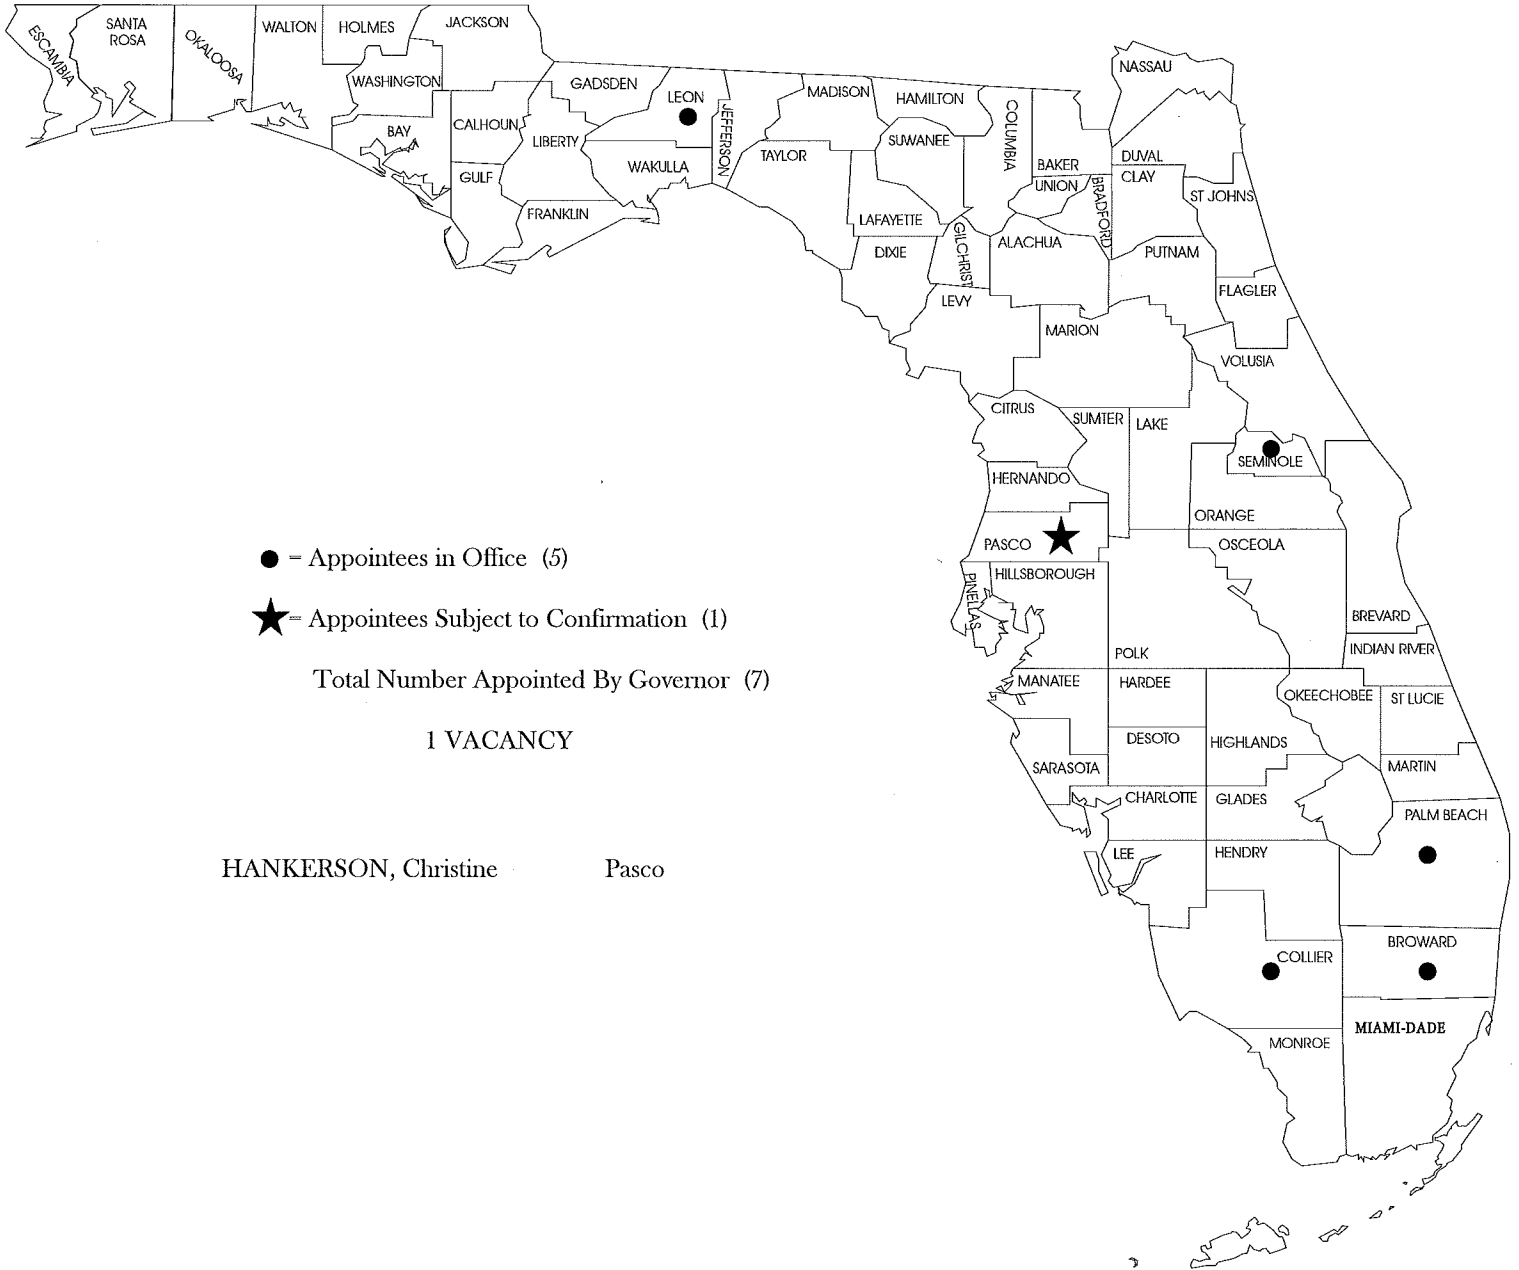 ESCAMBIA
SANTA
ROSA
OKALOOSA
WALTON
HOLMES
JACKSON
WASHINGTON
BAY
CALHOUN
GULF
GADSDEN
LIBERTY
FRANKLIN
LEON
WAKULLA
JEFFERSON
MADISON
TAYLOR
HAMILTON
SUWANEE
LAFAYETTE
DIXIE
COLUMBIA
GILCHRIST
LEVY
NASSAU
BAKER
UNION
BRADFORD
DUVAL
CLAY
ST JOHNS
ALACHUA
PUTNAM
FLAGLER
MARION
VOLUSIA
CITRUS
SUMTER
LAKE
SEMINOLE
HERNANDO
ORANGE
PASCO
OSCEOLA
HILLSBOROUGH
PINELLAS
BREVARD
INDIAN RIVER
POLK
MANATEE
HARDEE
OKEECHOBEE
ST LUCIE
DESOTO
HIGHLANDS
SARASOTA
MARTIN
CHARLOTTE
GLADES
PALM BEACH
LEE
HENDRY
BROWARD
COLLIER
MIAMI-DADE
MONROE
= Appointees in Office (5)
= Appointees Subject to Confirmation (1)
Total Number Appointed By Governor (7)
1 VACANCY
HANKERSON, Christine Pasco